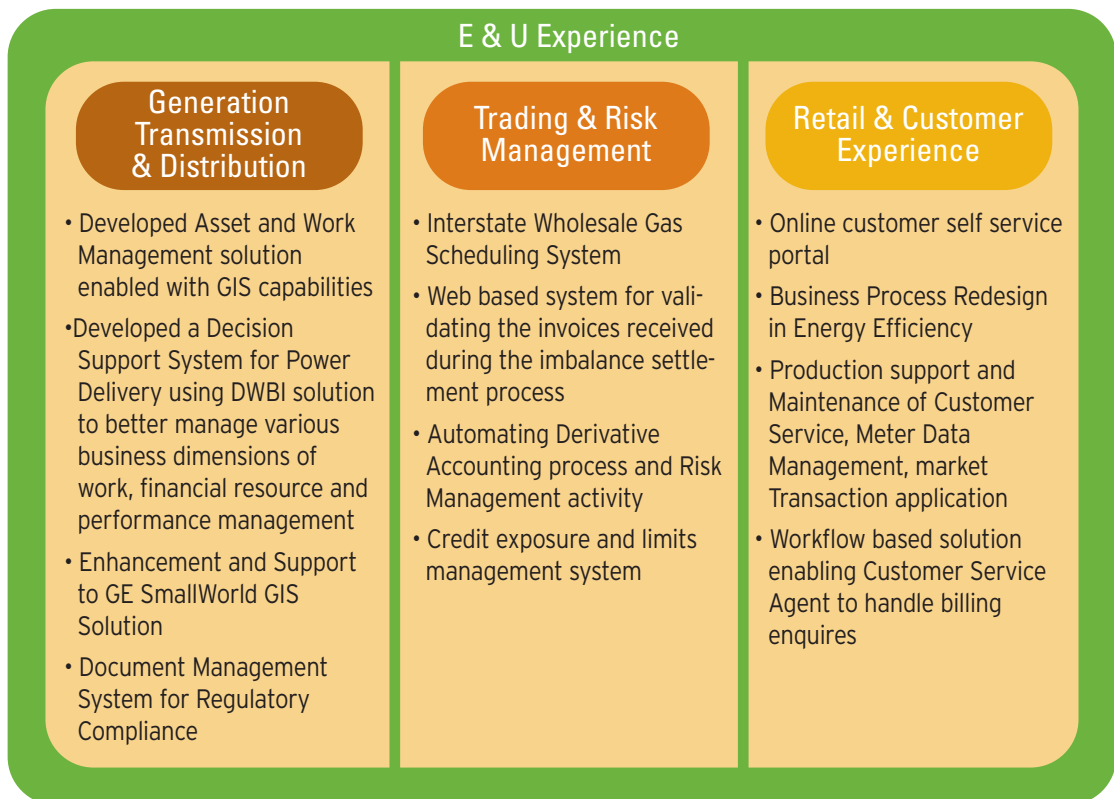 E & U Experience
Generation
Transmission
& Distribution
• Developed Asset and Work
Management solution
enabled with GIS capabilities
•Developed a Decision
Support System for Power
Delivery using DWBI solution
to better manage various
business dimensions of
work, financial resource and
performance management
• Enhancement and Support
to GE SmallWorld GIS
Solution
• Document Management
System for Regulatory
Compliance
Trading & Risk
Management
• Interstate Wholesale Gas
Scheduling System
• Web based system for vali-
dating the invoices received
during the imbalance settle-
ment process
• Automating Derivative
Accounting process and Risk
Management activity
• Credit exposure and limits
management system
Retail & Customer
Experience
• Online customer self service
portal
• Business Process Redesign
in Energy Efficiency
• Production support and
Maintenance of Customer
Service, Meter Data
Management, market
Transaction application
• Workflow based solution
enabling Customer Service
Agent to handle billing
enquires